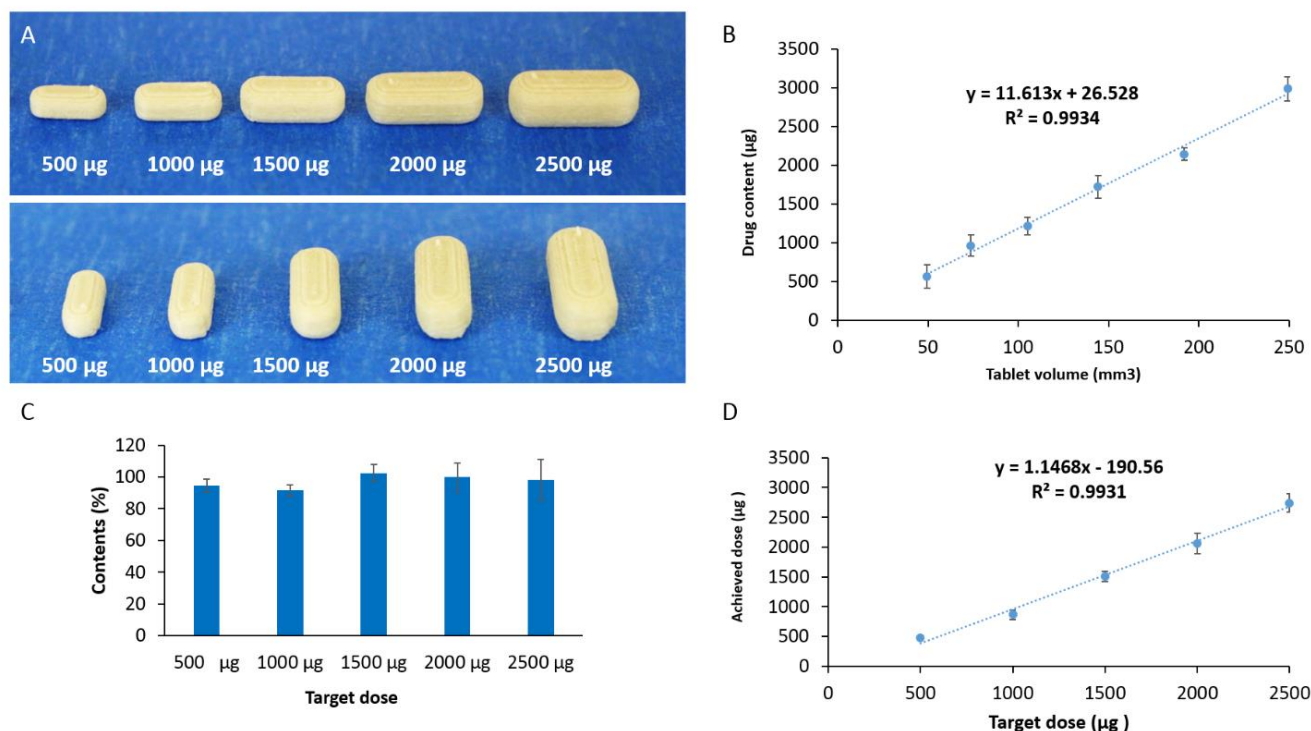 A
500 µg 1000 µg 1500 µg 2000 µg 2500 µg
500 µg 1000 µg 1500 µg 2000 µg 2500 µg
B
3500
3000
2500
2000
1500
1000
500
0
Drug content (µg)
y = 11.613x + 26.528
R² = 0.9934
0 50 100 150 200 250
Tablet volume (mm3)
C
120
100
80
60
40
20
0
Contents (%)
500 µg 1000 µg 1500 µg 2000 µg 2500 µg
Target dose
D
3500
3000
2500
2000
1500
1000
500
0
Achieved dose (µg )
y = 1.1468x - 190.56
R² = 0.9931
0 500 1000 1500 2000 2500
Target dose (µg )